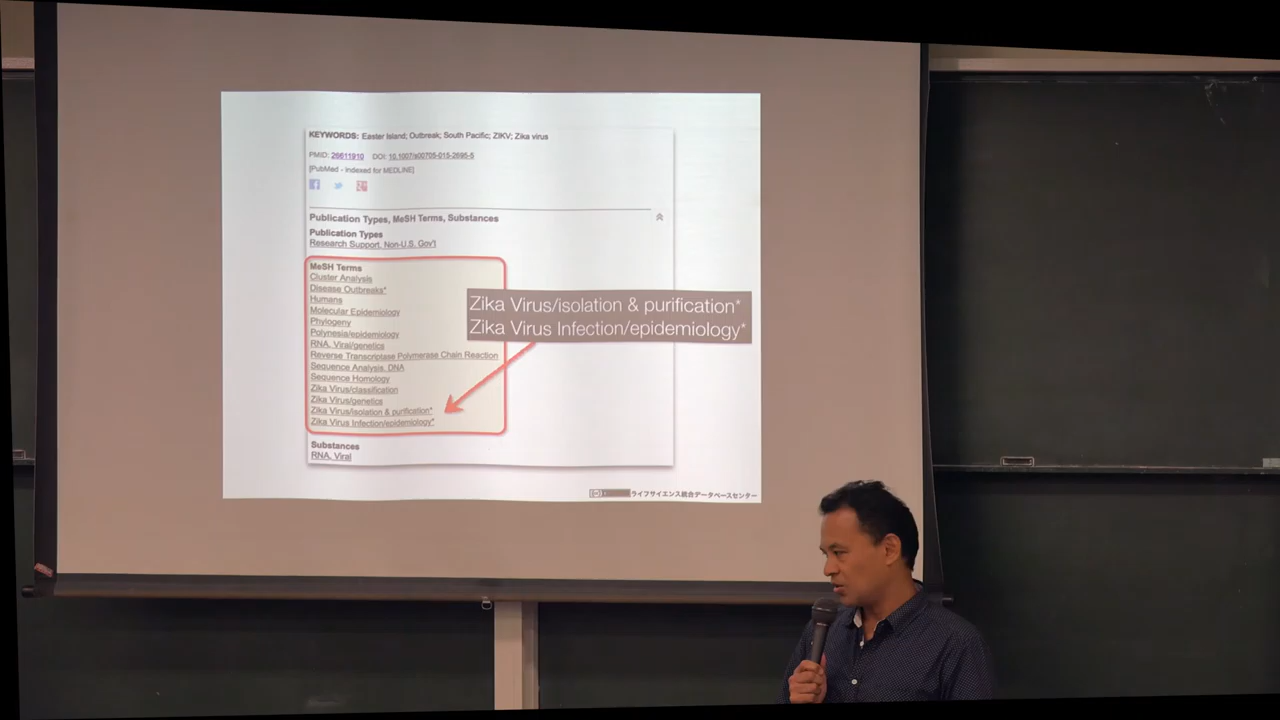 KEYWORDS: Easter Island; Outbreak; South Pacific; ZIKV; Zika virus
PMID: 26611910 DOI: 10.1007/s00705-015-2695-5
[PubMed - indexed for MEDLINE]
Publication Types, MeSH Terms, Substances
Publication Types
Research Support, Non-U.S. Gov't
MeSH Terms
Cluster Analysis
Disease Outbreaks*
Humans
Molecular Epidemiology
Phylogeny
Polynesia/epidemiology
RNA, Viral/genetics
Reverse Transcriptase Polymerase Chain Reaction
Sequence Analysis, DNA
Sequence Homology
Zika Virus/classification
Zika Virus/genetics
Zika Virus/isolation & purification*
Zika Virus Infection/epidemiology*
Zika Virus/isolation & purification*
Zika Virus Infection/epidemiology*
Substances
RNA, Viral
ライフサイエンス統合データベースセンター